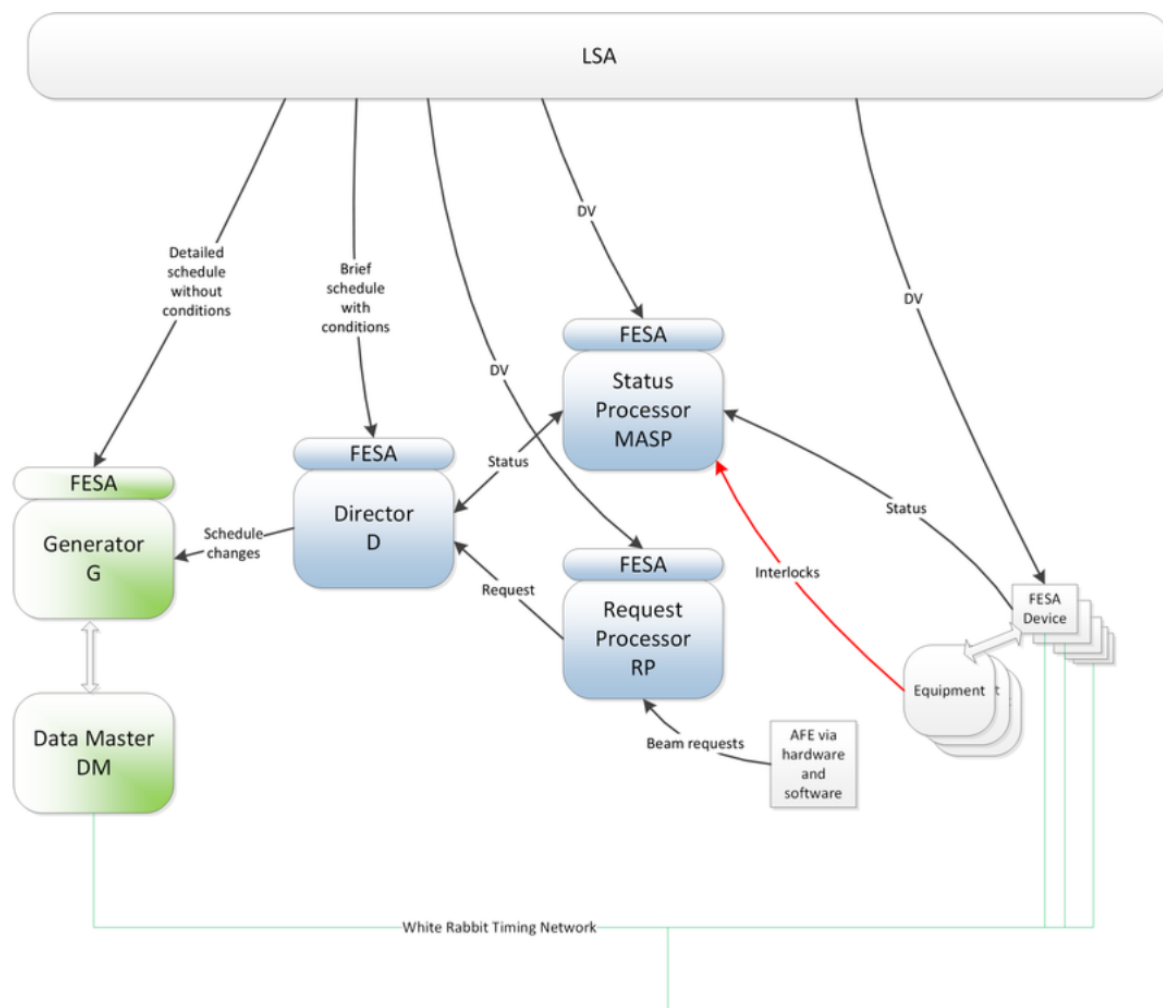 LSA
Detailed
schedule
without
conditions
Brief
schedule
with
conditions
DV
DV
DV
FESA
Status
Processor
MASP
FESA
Director
D
Status
FESA
Generator
G
Schedule
changes
Request
FESA
Request
Processor
RP
Status
Interlocks
FESA
Device
Equipment
t
Data Master
DM
Beam requests
AFE via
hardware
and
software
White Rabbit Timing Network